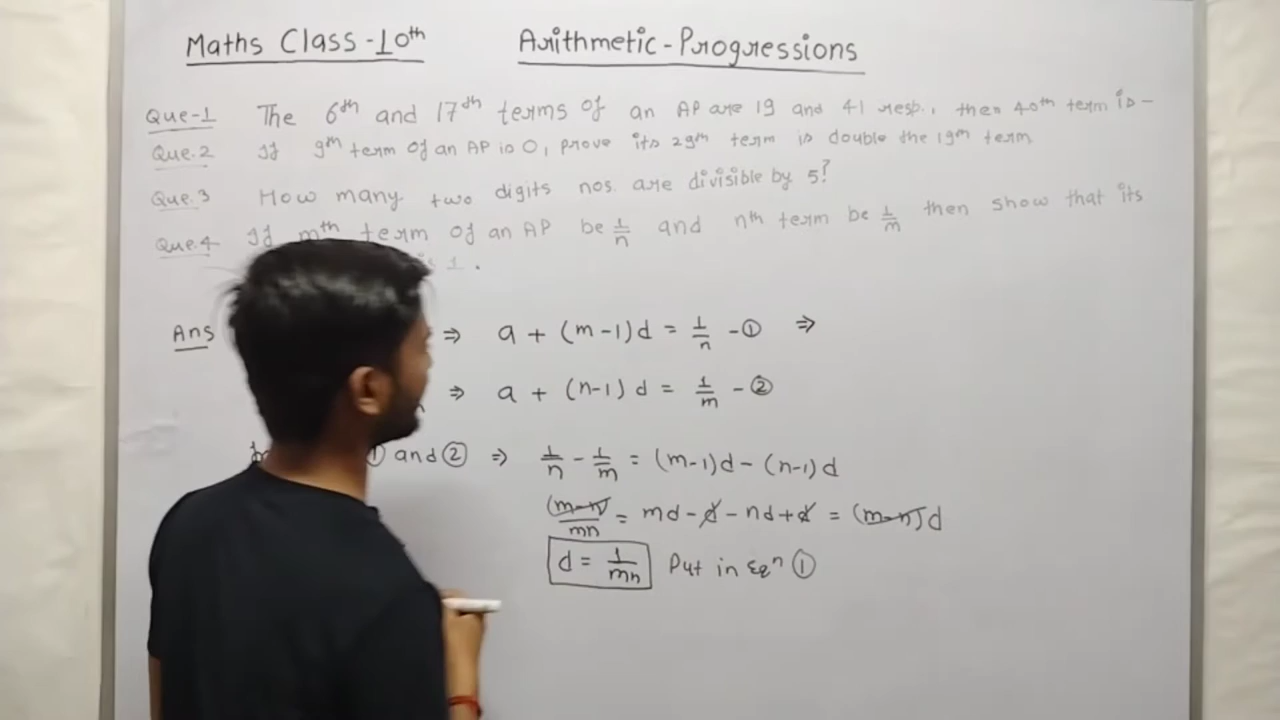 Maths Class-10th Arithmetic-Progressions
Que-1 The 6th and 17th terms of an AP are 19 and 41 resp., then 40th term is -
Que.2 If 9th term of an AP is 0, prove its 29th term is double the 19th term
Que.3 How many two digits nos. are divisible by 5?
Que.4 If mth term of an AP be 1/n and nth term be 1/m then show that its
1.
Ans ⇒ a + (m-1)d = 1/n - ① ⇒
⇒ a + (n-1)d = 1/m - ②
① and ② ⇒ 1/n - 1/m = (m-1)d - (n-1)d
(m-n)/mn = md - d - nd + d = (m-n)d
d = 1/mn Put in Eqn ①